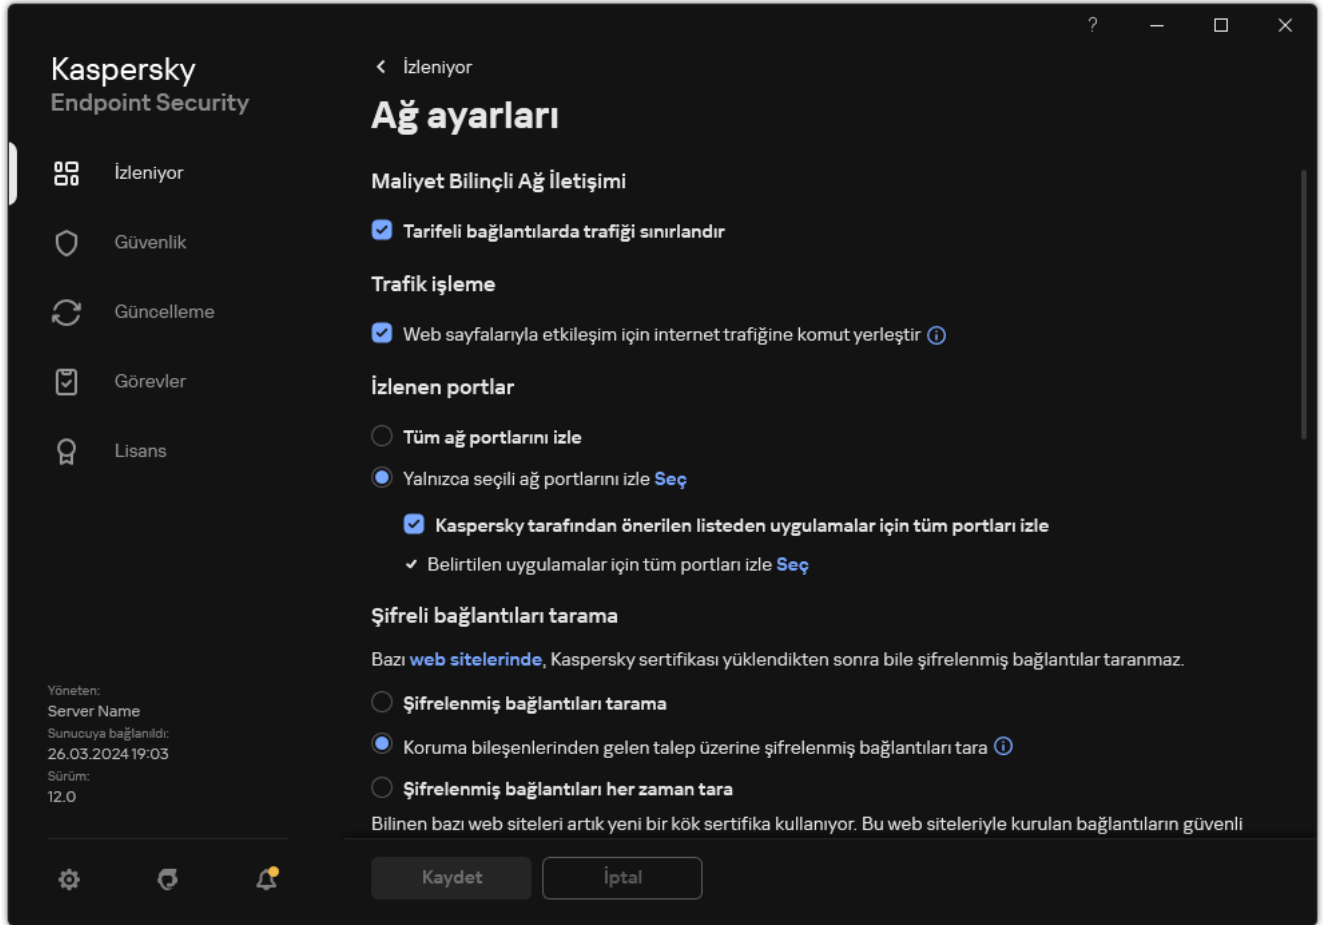 Kaspersky
Endpoint Security
İzleniyor
Güvenlik
Güncelleme
Görevler
Lisans
Yöneten:
Server Name
Sunucuya bağlanıldı:
26.03.2024 19:03
Sürüm:
12.0
?
İzleniyor
Ağ ayarları
Maliyet Bilinçli Ağ İletişimi
Tarifeli bağlantılarda trafiği sınırlandır
Trafik işleme
Web sayfalarıyla etkileşim için internet trafiğine komut yerleştir
İzlenen portlar
Tüm ağ portlarını izle
Yalnızca seçili ağ portlarını izle Seç
Kaspersky tarafından önerilen listeden uygulamalar için tüm portları izle
Belirtilen uygulamalar için tüm portları izle Seç
Şifreli bağlantıları tarama
Bazı web sitelerinde, Kaspersky sertifikası yüklendikten sonra bile şifrelenmiş bağlantılar taranmaz.
Şifrelenmiş bağlantıları tarama
Koruma bileşenlerinden gelen talep üzerine şifrelenmiş bağlantıları tara
Şifrelenmiş bağlantıları her zaman tara
Bilinen bazı web siteleri artık yeni bir kök sertifika kullanıyor. Bu web siteleriyle kurulan bağlantıların güvenli
Kaydet
İptal